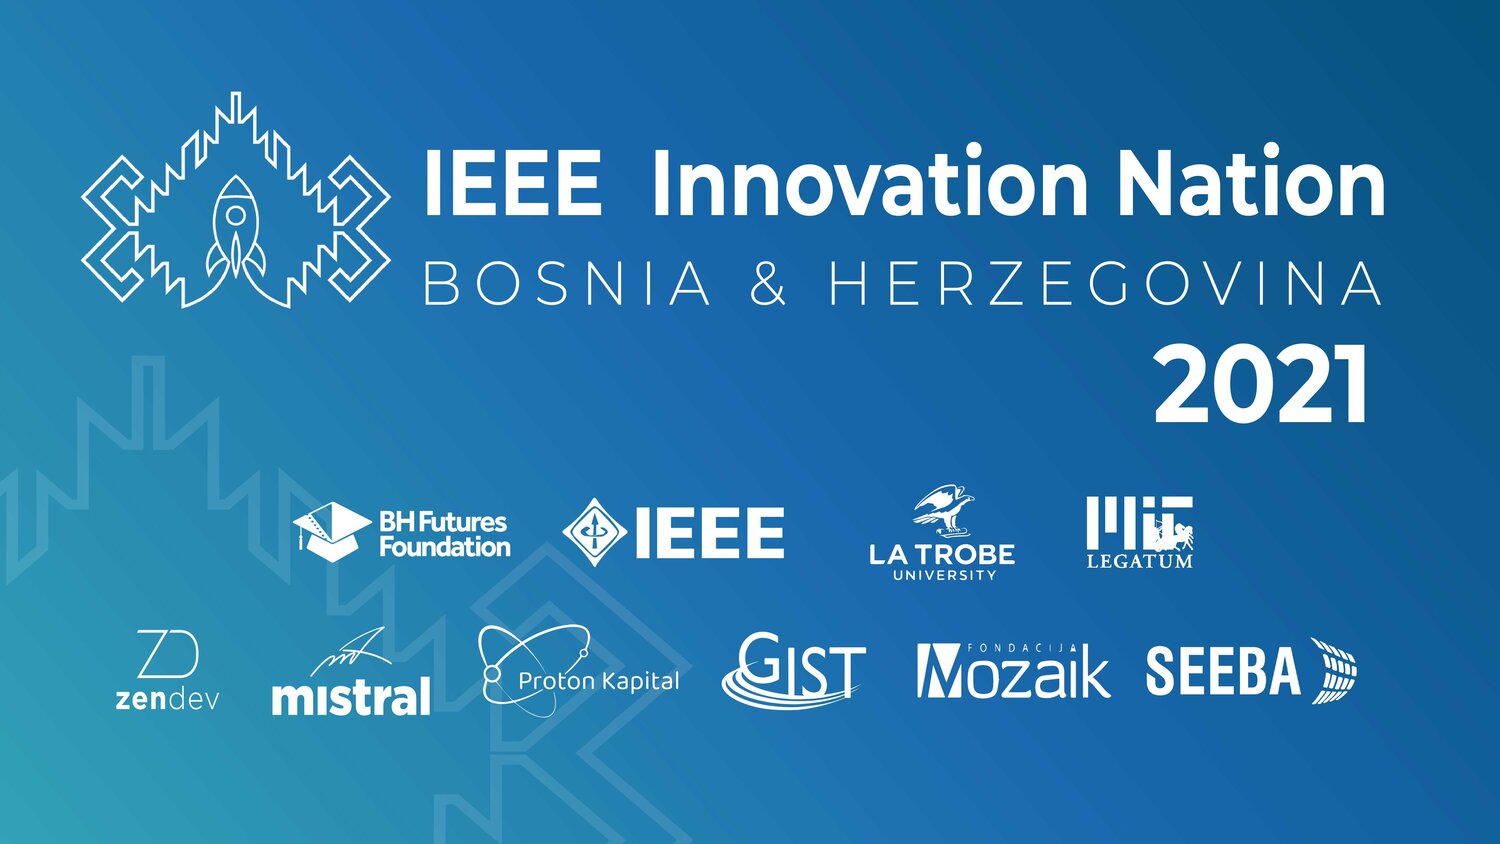 IEEE Innovation Nation
BOSNIA & HERZEGOVINA
2021
BH Futures
Foundation
IEEE
LA TROBE
UNIVERSITY
MIT
LEGATUM
ZD
zendev
mistral
Proton Kapital
GIST
FONDACIJA
Mozaik
SEEBA